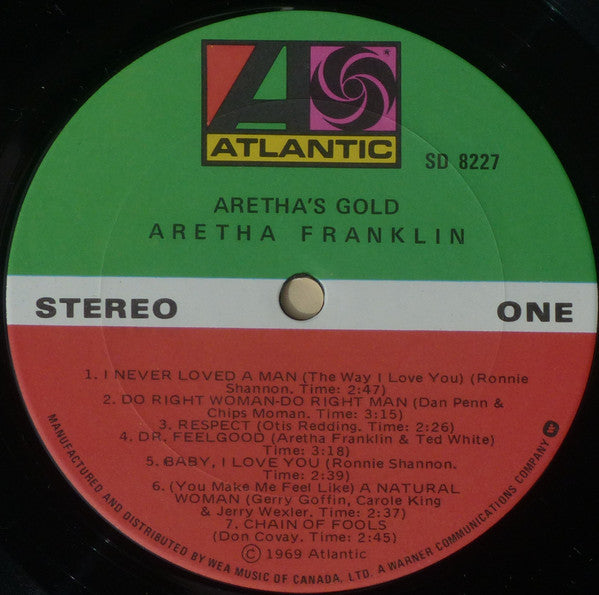 ATLANTIC
SD 8227
ARETHA'S GOLD
ARETHA FRANKLIN
STEREO
ONE
1. I NEVER LOVED A MAN (The Way I Love You) (Ronnie
Shannon. Time: 2:47)
2. DO RIGHT WOMAN-DO RIGHT MAN (Dan Penn &
Chips Moman. Time: 3:15)
3. RESPECT (Otis Redding. Time: 2:26)
4. DR. FEELGOOD (Aretha Franklin & Ted White)
Time: 3:18)
5. BABY, I LOVE YOU (Ronnie Shannon.
Time: 2:39)
6. (You Make Me Feel Like) A NATURAL
WOMAN (Gerry Goffin, Carole King
& Jerry Wexler. Time: 2:37)
7. CHAIN OF FOOLS
(Don Covay. Time: 2:45)
© 1969 Atlantic
MANUFACTURED AND DISTRIBUTED BY WEA MUSIC OF CANADA, LTD. A WARNER COMMUNICATIONS COMPANY